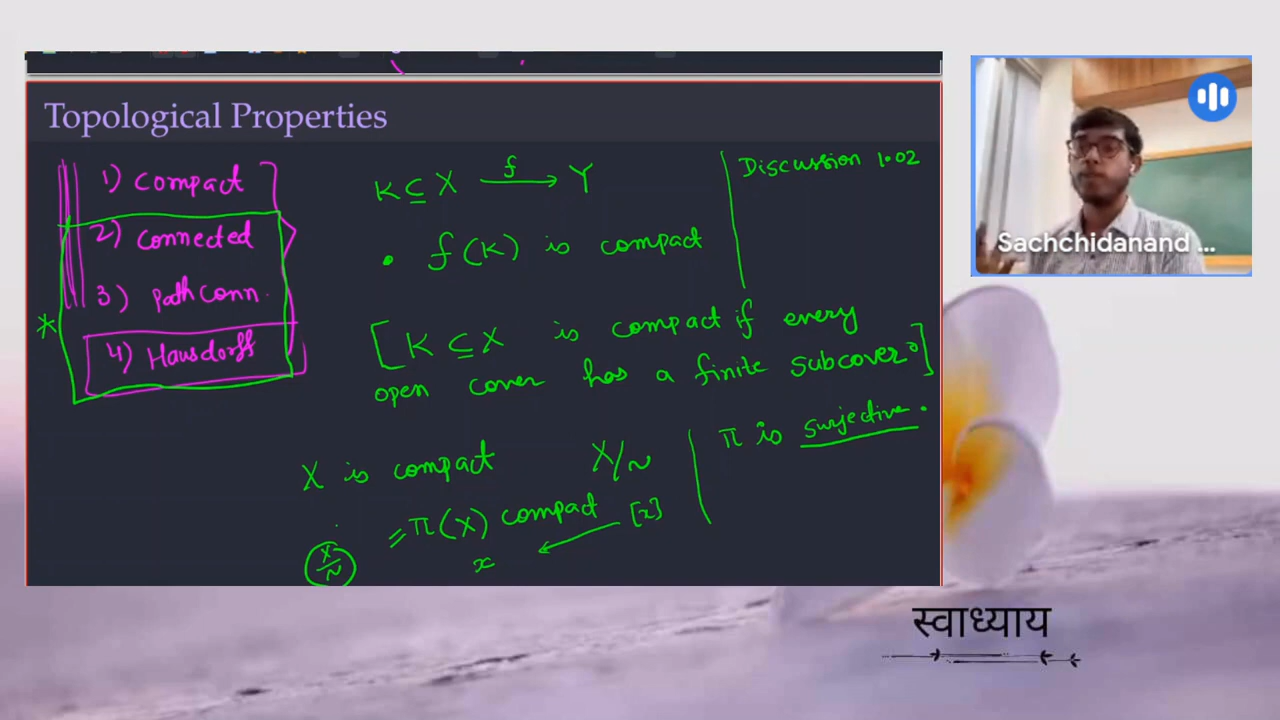 Topological Properties
1) Compact
2) Connected
3) Path Conn.
4) Hausdorff
*
K ⊆ X —f→ Y
• f(K) is compact
Discussion 1.02
[K ⊆ X is compact if every
open cover has a finite subcover.]
X is compact X/~
= π(X) compact [x]
X/~
x
π is surjective.
Sachchidanand ...
स्वाध्याय